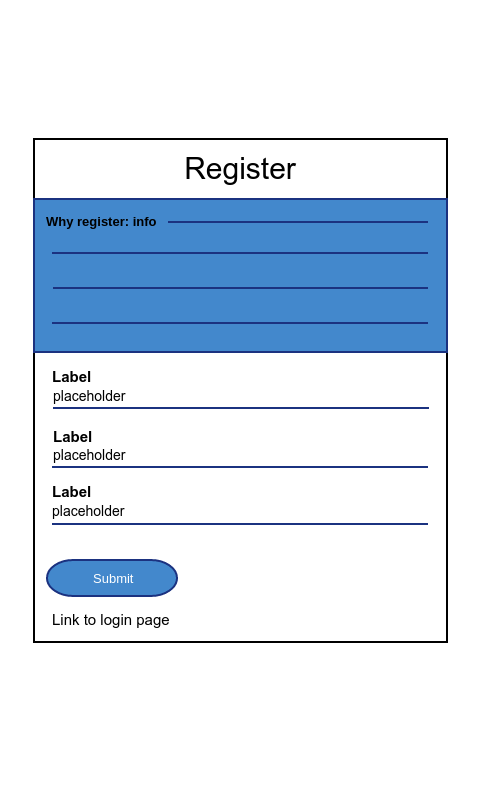 Register
Why register: info
Label
placeholder
Label
placeholder
Label
placeholder
Submit
Link to login page